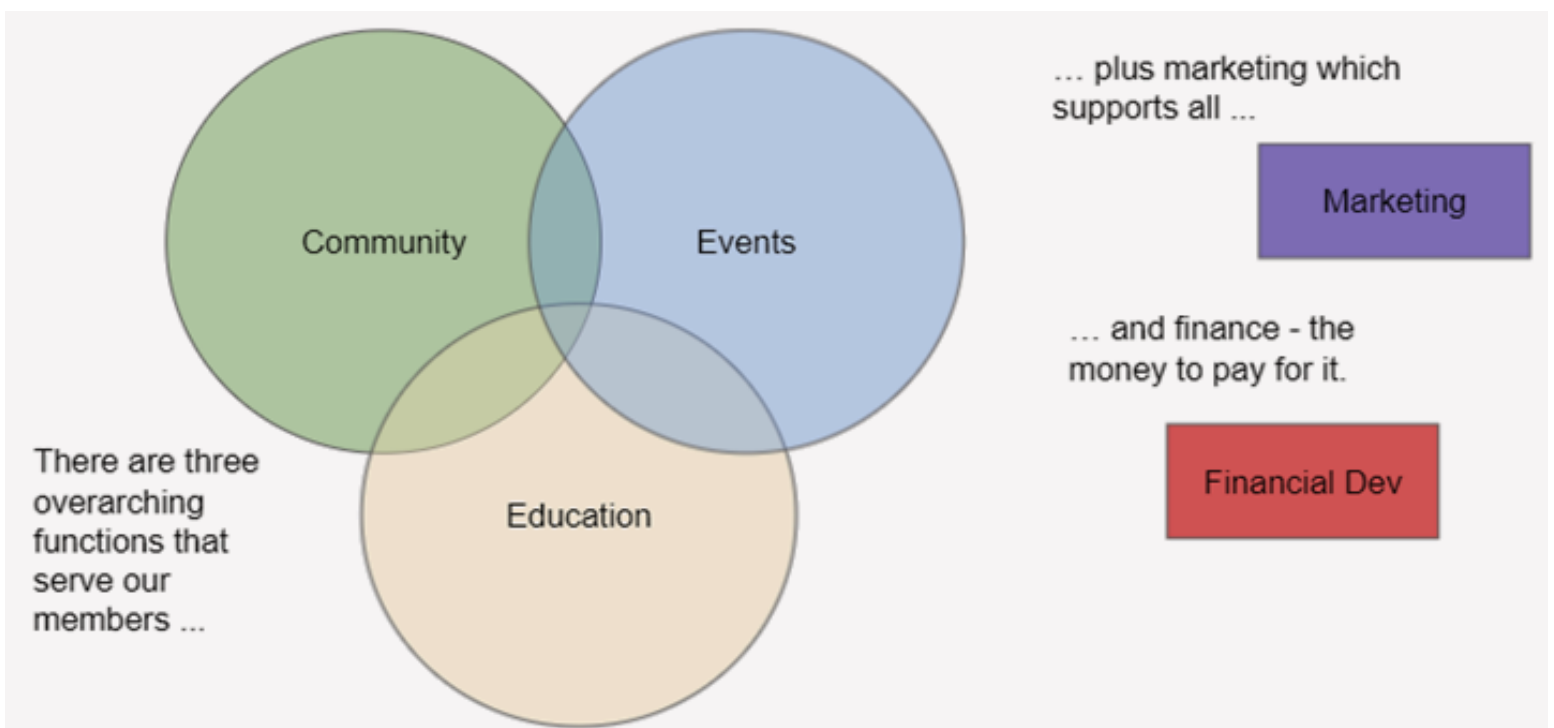 Community
Events
Education
There are three
overarching
functions that
serve our
members ...
... plus marketing which
supports all ...
Marketing
... and finance - the
money to pay for it.
Financial Dev